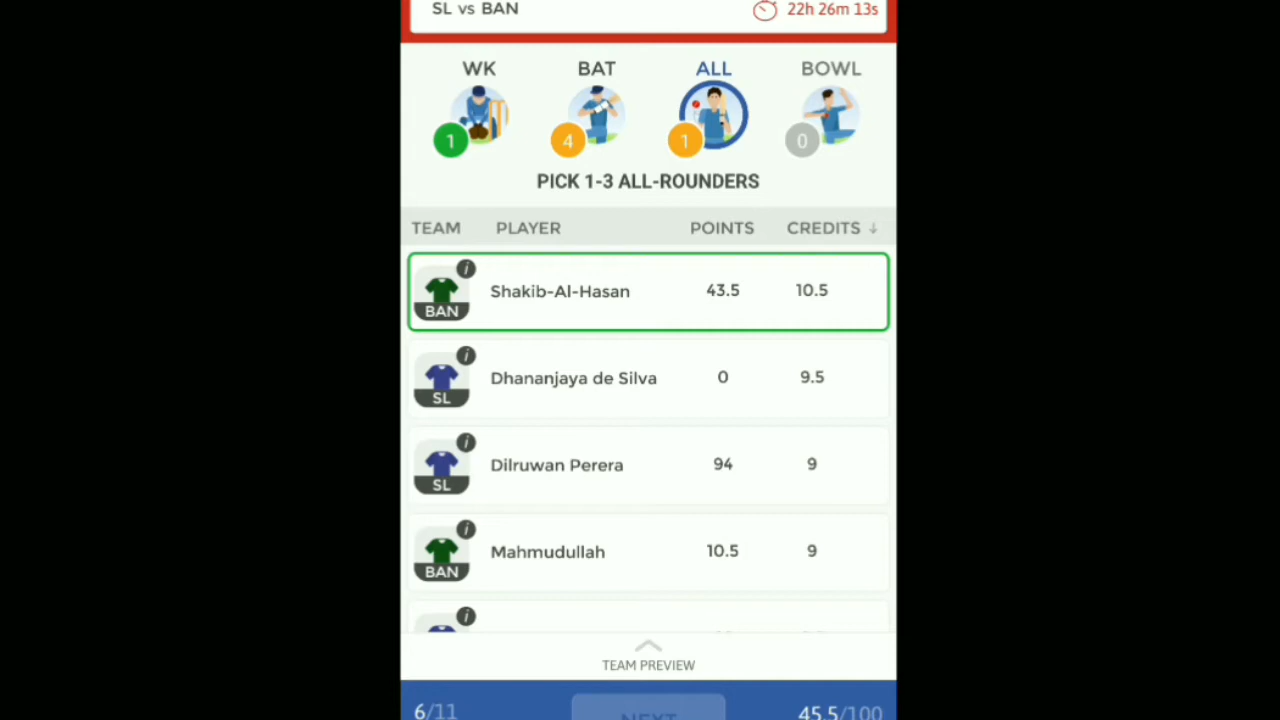 SL vs BAN 22h 26m 13s
WK BAT ALL BOWL
1 4 1 0
PICK 1-3 ALL-ROUNDERS
TEAM PLAYER POINTS CREDITS ↓
i
BAN Shakib-Al-Hasan 43.5 10.5
i
SL Dhananjaya de Silva 0 9.5
i
SL Dilruwan Perera 94 9
i
BAN Mahmudullah 10.5 9
i
TEAM PREVIEW
6/11 NEXT 45.5/100